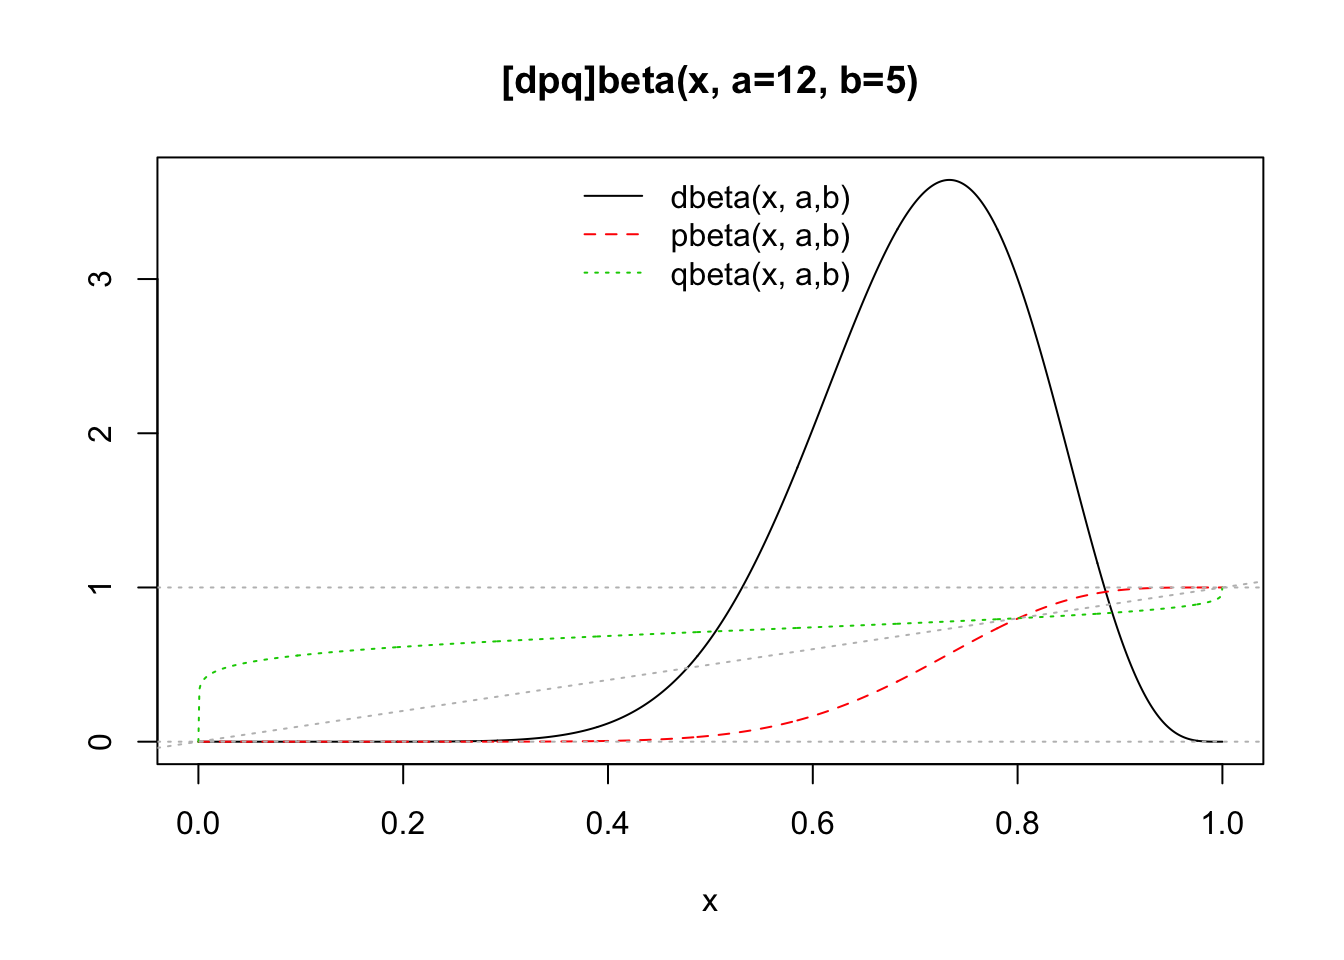 [dpq]beta(x, a=12, b=5)
dbeta(x, a,b)
pbeta(x, a,b)
qbeta(x, a,b)
3
2
1
0
0.0 0.2 0.4 0.6 0.8 1.0
x